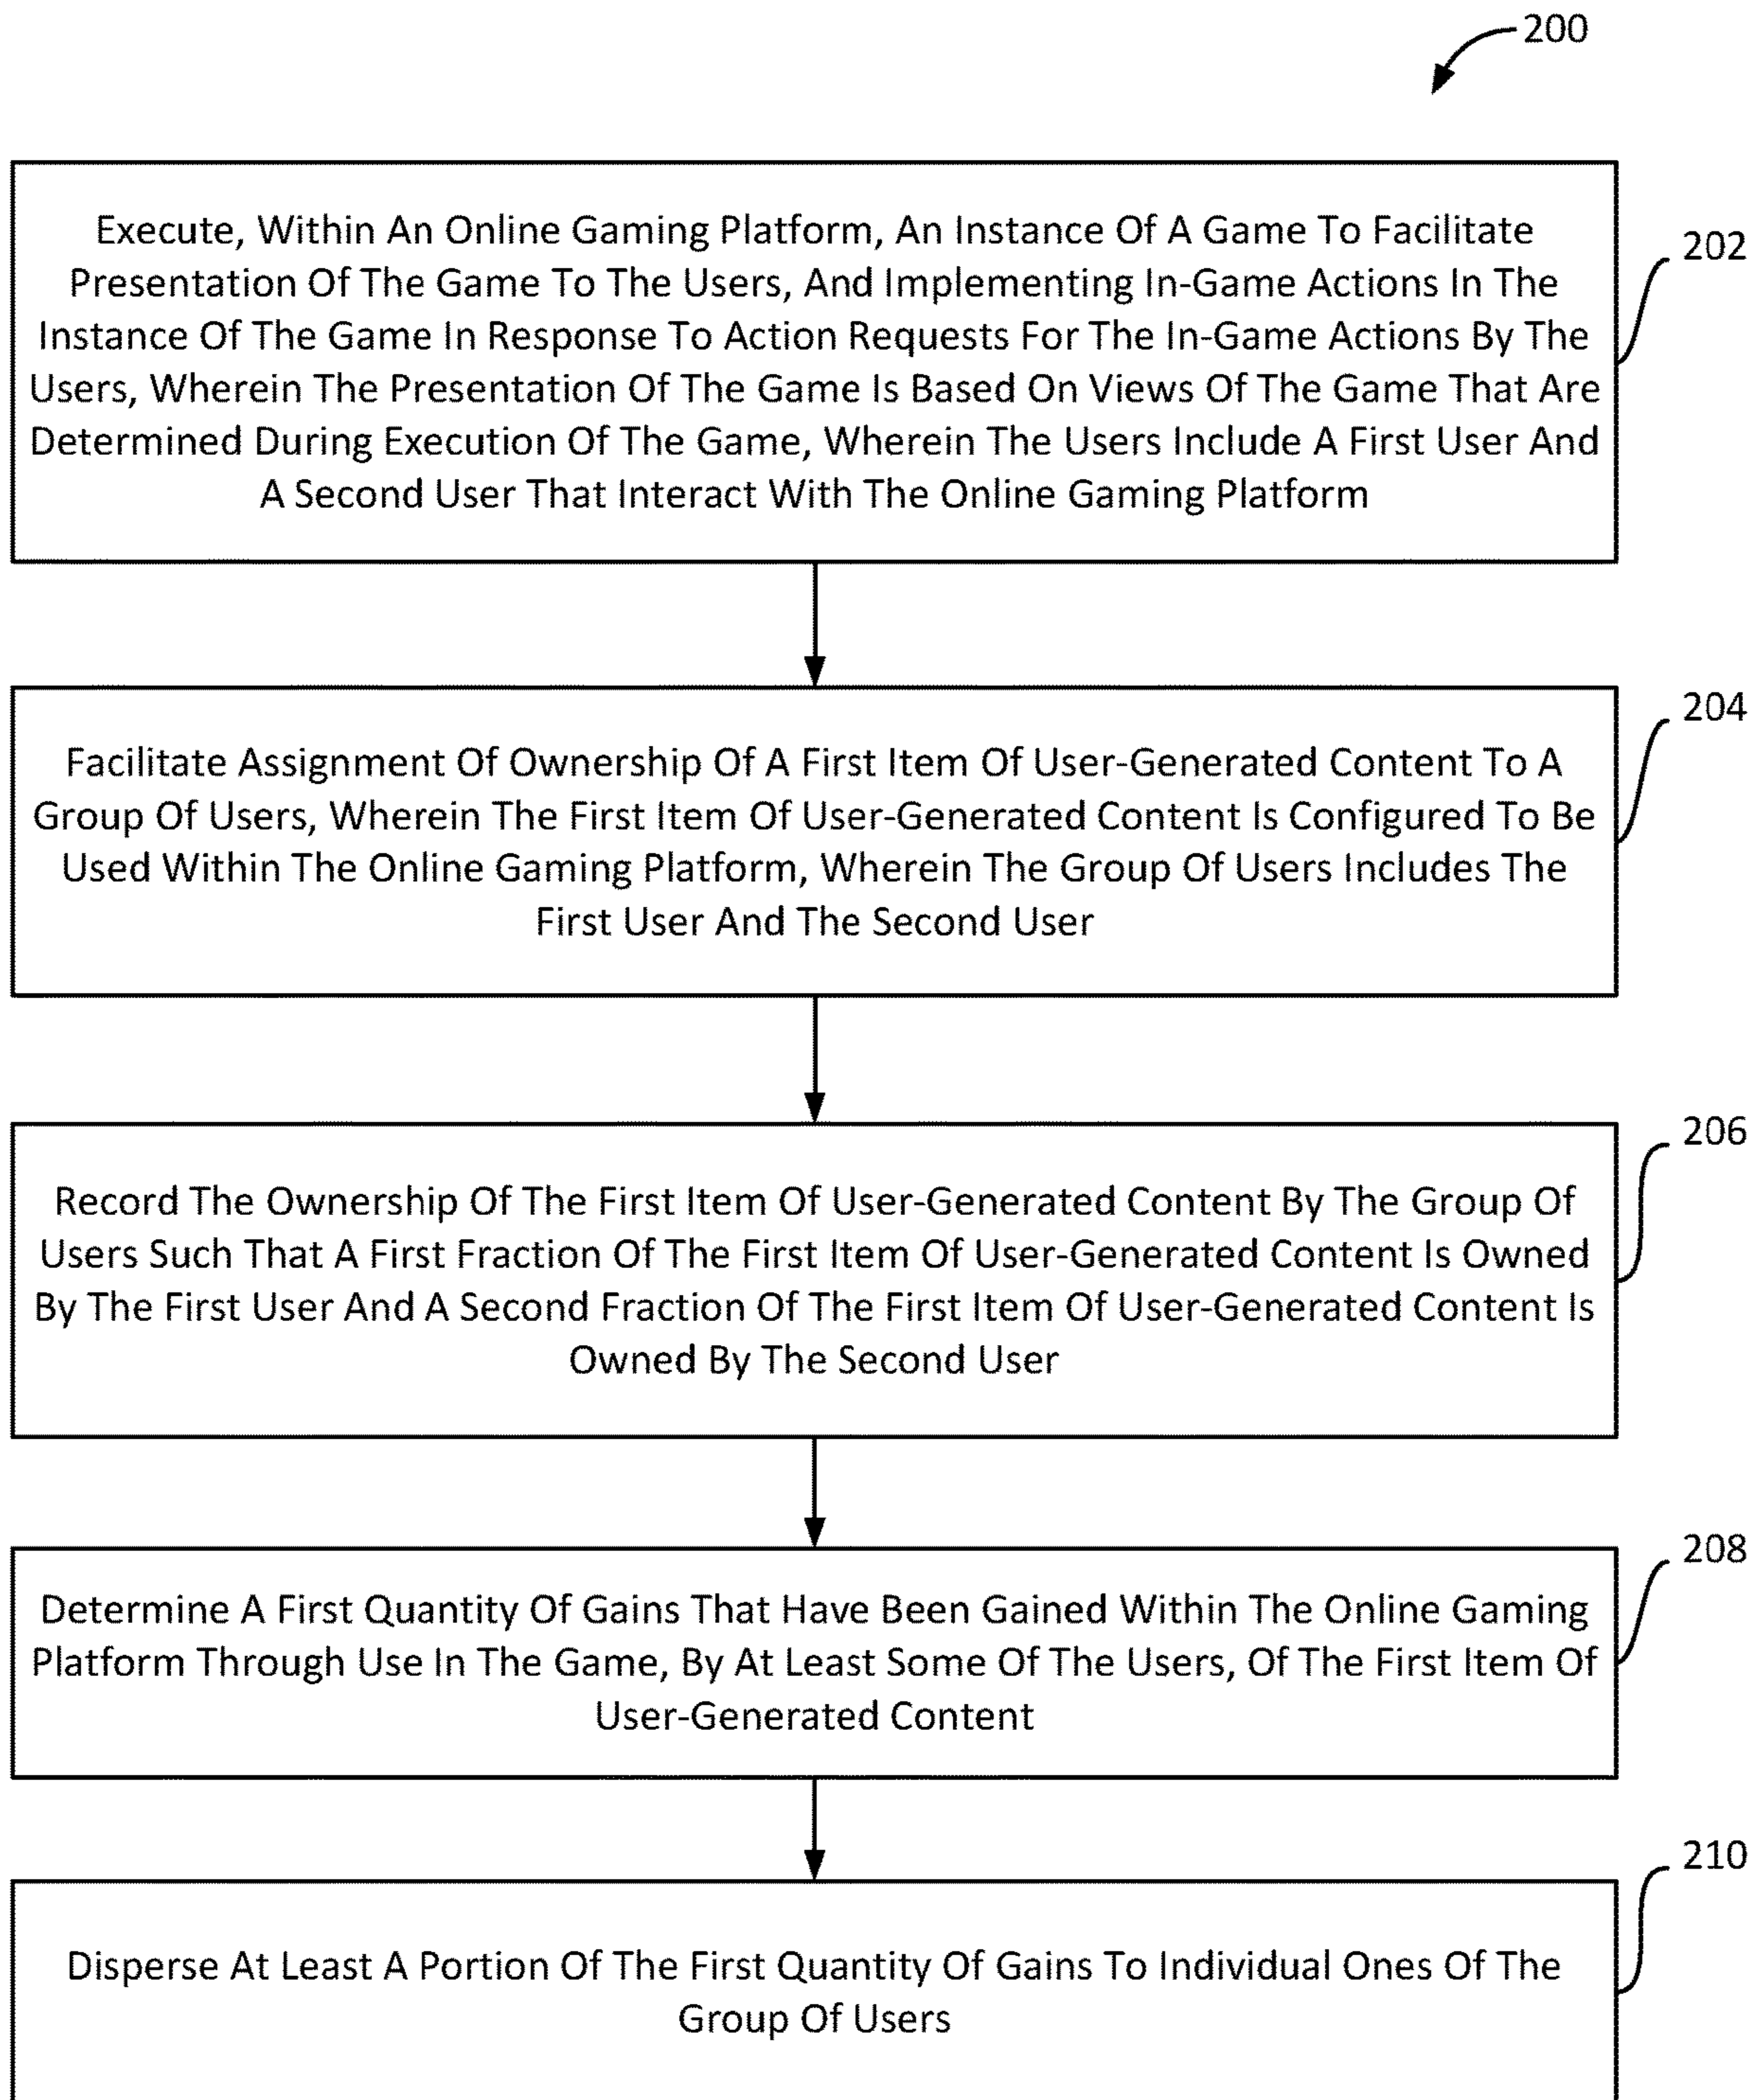 200
Execute, Within An Online Gaming Platform, An Instance Of A Game To Facilitate
Presentation Of The Game To The Users, And Implementing In-Game Actions In The
Instance Of The Game In Response To Action Requests For The In-Game Actions By The
Users, Wherein The Presentation Of The Game Is Based On Views Of The Game That Are
Determined During Execution Of The Game, Wherein The Users Include A First User And
A Second User That Interact With The Online Gaming Platform
202
Facilitate Assignment Of Ownership Of A First Item Of User-Generated Content To A
Group Of Users, Wherein The First Item Of User-Generated Content Is Configured To Be
Used Within The Online Gaming Platform, Wherein The Group Of Users Includes The
First User And The Second User
204
Record The Ownership Of The First Item Of User-Generated Content By The Group Of
Users Such That A First Fraction Of The First Item Of User-Generated Content Is Owned
By The First User And A Second Fraction Of The First Item Of User-Generated Content Is
Owned By The Second User
206
Determine A First Quantity Of Gains That Have Been Gained Within The Online Gaming
Platform Through Use In The Game, By At Least Some Of The Users, Of The First Item Of
User-Generated Content
208
Disperse At Least A Portion Of The First Quantity Of Gains To Individual Ones Of The
Group Of Users
210